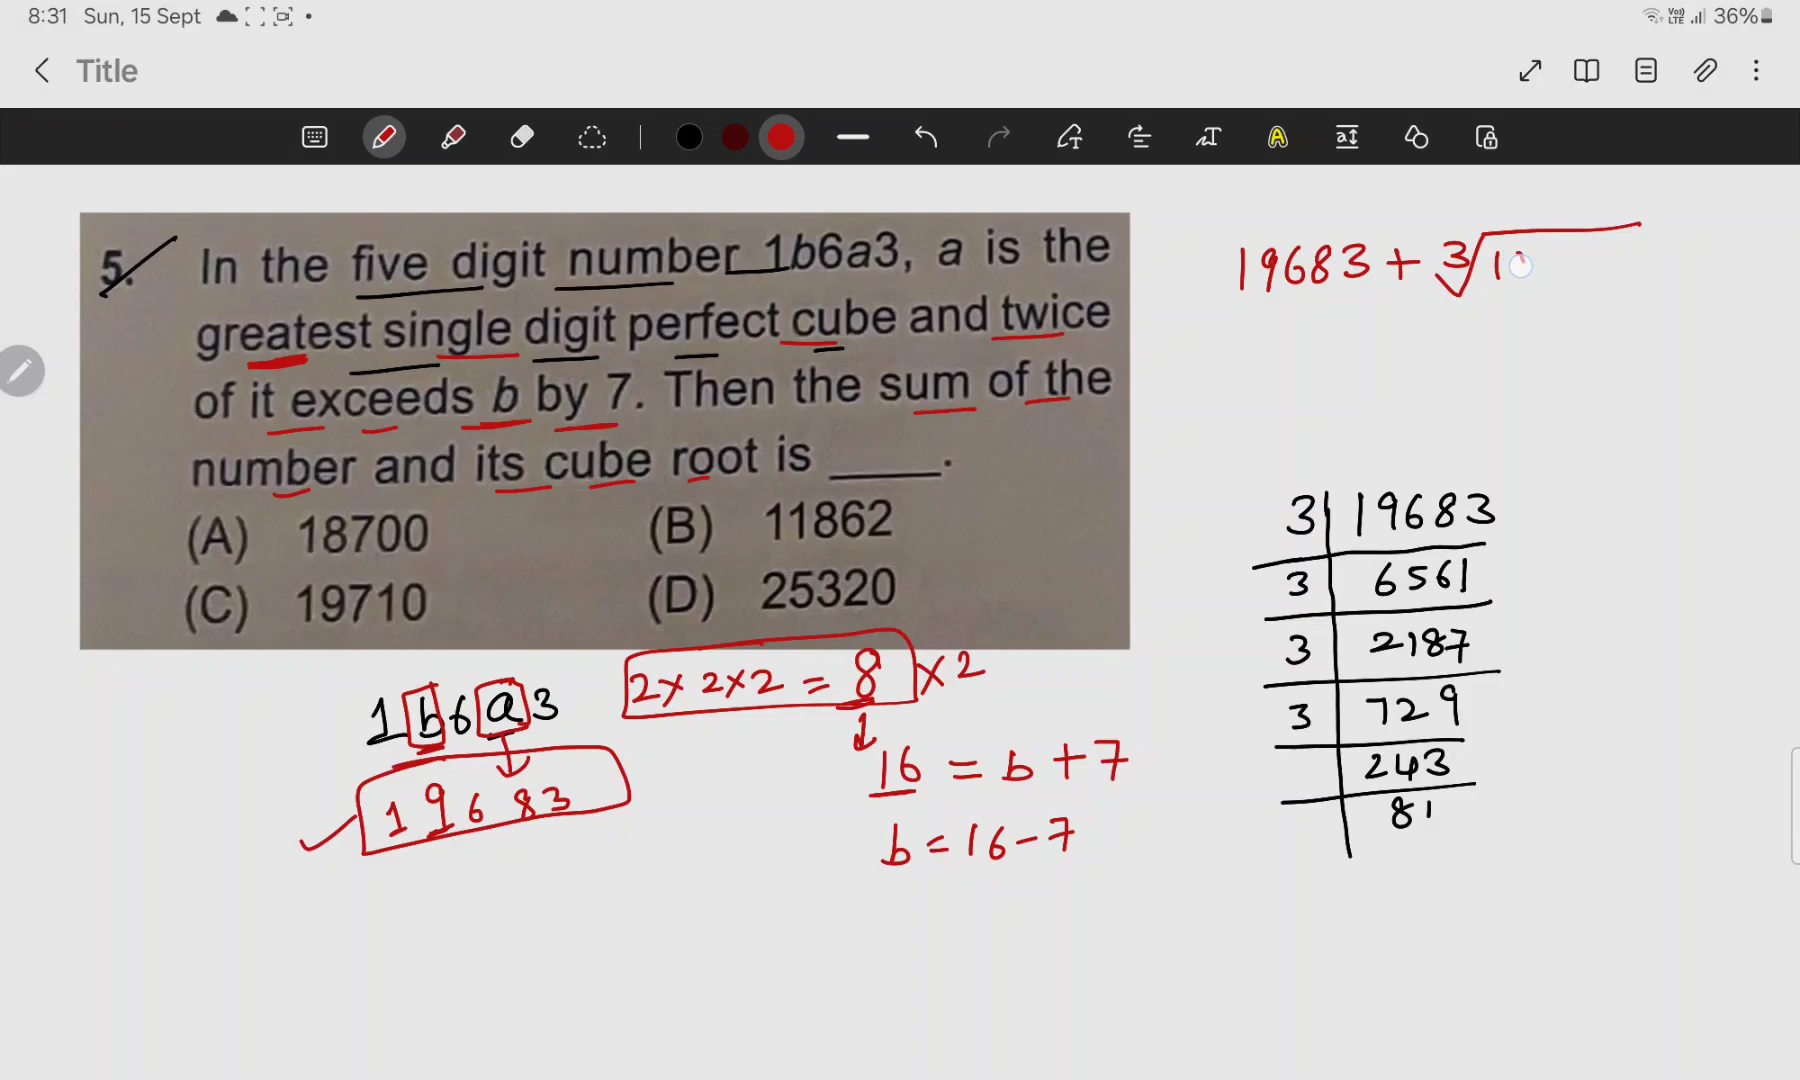 8:31 Sun, 15 Sept
36%
Title
5. In the five digit number 1b6a3, a is the
greatest single digit perfect cube and twice
of it exceeds b by 7. Then the sum of the
number and its cube root is _____.
(A) 18700 (B) 11862
(C) 19710 (D) 25320
19683 + ∛1
1b6a3
19683
2×2×2 = 8 ×2
16 = b + 7
b = 16 - 7
3 | 19683
3 | 6561
3 | 2187
3 | 729
243
81